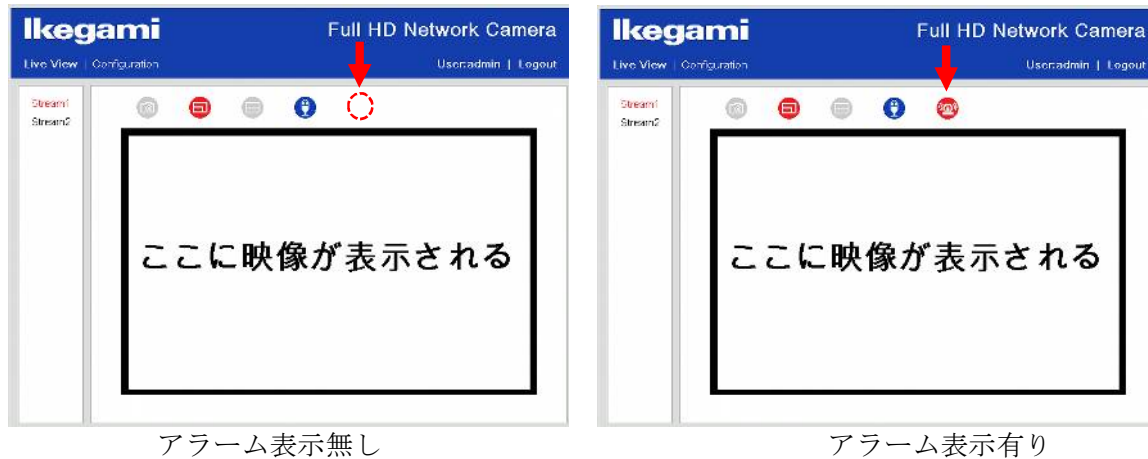 Ikegami
Full HD Network Camera
Live View | Configuration
User:admin | Logout
Stream1
Stream2
ここに映像が表示される
アラーム表示無し
Ikegami
Full HD Network Camera
Live View | Configuration
User:admin | Logout
Stream1
Stream2
ここに映像が表示される
アラーム表示有り